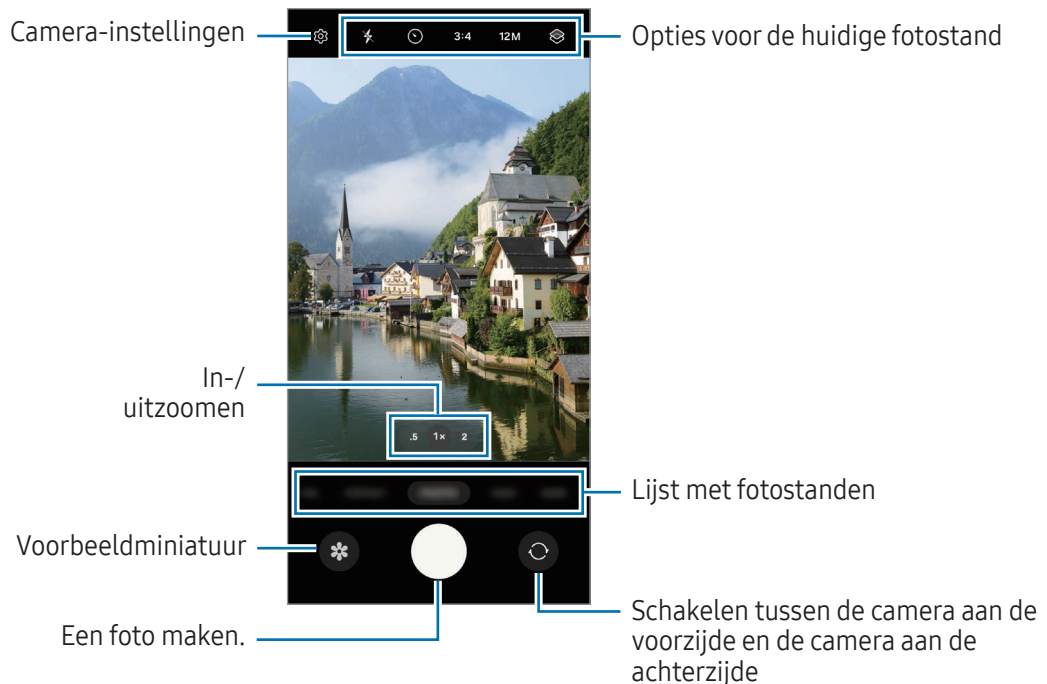 Camera-instellingen
3:4 12M
Opties voor de huidige fotostand
In-/
uitzoomen
.5 1× 2
Lijst met fotostanden
Voorbeeldminiatuur
Een foto maken.
Schakelen tussen de camera aan de
voorzijde en de camera aan de
achterzijde